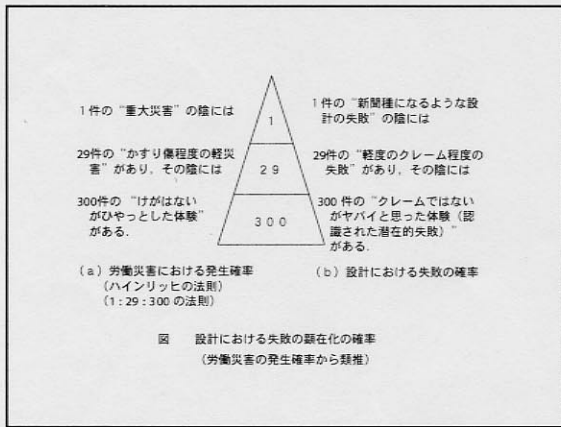 1件の“重大災害”の陰には
29件の“かすり傷程度の軽災
害”があり，その陰には
300件の“けがはない
がひやっとした体験”
がある．
1
29
300
1件の“新聞種になるような設
計の失敗”の陰には
29件の“軽度のクレーム程度の
失敗”があり，その陰には
300 件の“クレームではない
がヤバイと思った体験（認
識された潜在的失敗）”
がある．
（a）労働災害における発生確率
（ハインリッヒの法則）
（1：29：300 の法則）
（b）設計における失敗の確率
図　設計における失敗の顕在化の確率
（労働災害の発生確率から類推）